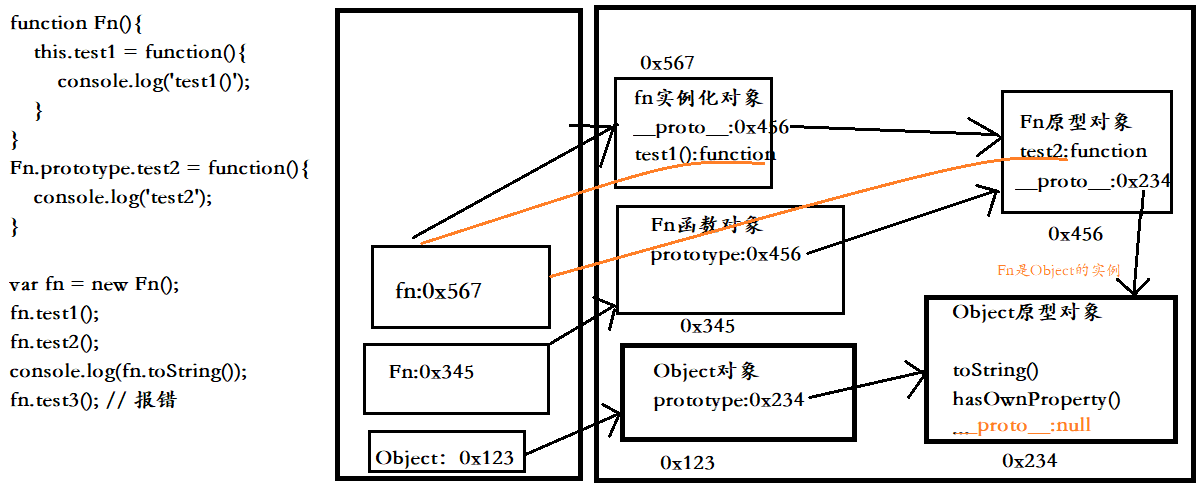 function Fn(){
this.test1 = function(){
console.log('test1()');
}
}
Fn.prototype.test2 = function(){
console.log('test2');
}
var fn = new Fn();
fn.test1();
fn.test2();
console.log(fn.toString());
fn.test3(); // 报错
fn:0x567
Fn:0x345
Object：0x123
0x567
fn实例化对象
__proto__:0x456
test1():function
Fn函数对象
prototype:0x456
0x345
Object对象
prototype:0x234
0x123
Fn原型对象
test2:function
__proto__:0x234
0x456
Fn是Object的实例
Object原型对象
toString()
hasOwnProperty()
...__proto__:null
0x234